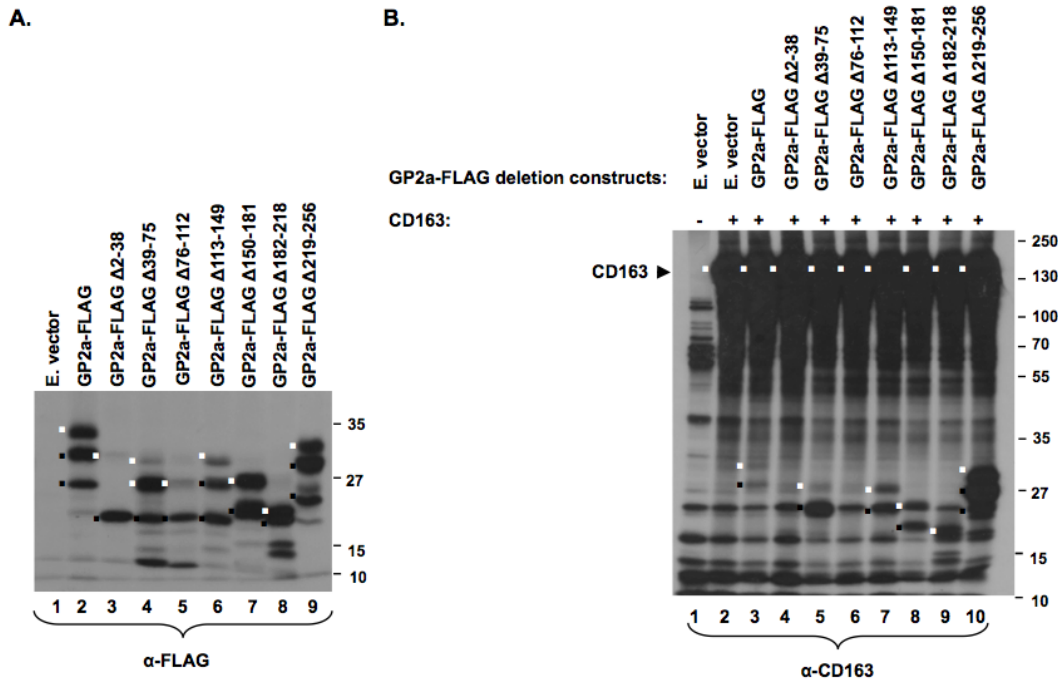 A.
E. vector
GP2a-FLAG
GP2a-FLAG Δ2-38
GP2a-FLAG Δ39-75
GP2a-FLAG Δ76-112
GP2a-FLAG Δ113-149
GP2a-FLAG Δ150-181
GP2a-FLAG Δ182-218
GP2a-FLAG Δ219-256
35
27
15
10
1 2 3 4 5 6 7 8 9
α-FLAG
B.
GP2a-FLAG deletion constructs:
E. vector
E. vector
GP2a-FLAG
GP2a-FLAG Δ2-38
GP2a-FLAG Δ39-75
GP2a-FLAG Δ76-112
GP2a-FLAG Δ113-149
GP2a-FLAG Δ150-181
GP2a-FLAG Δ182-218
GP2a-FLAG Δ219-256
CD163: - + + + + + + + + +
CD163
250
130
100
70
55
35
27
15
10
1 2 3 4 5 6 7 8 9 10
α-CD163